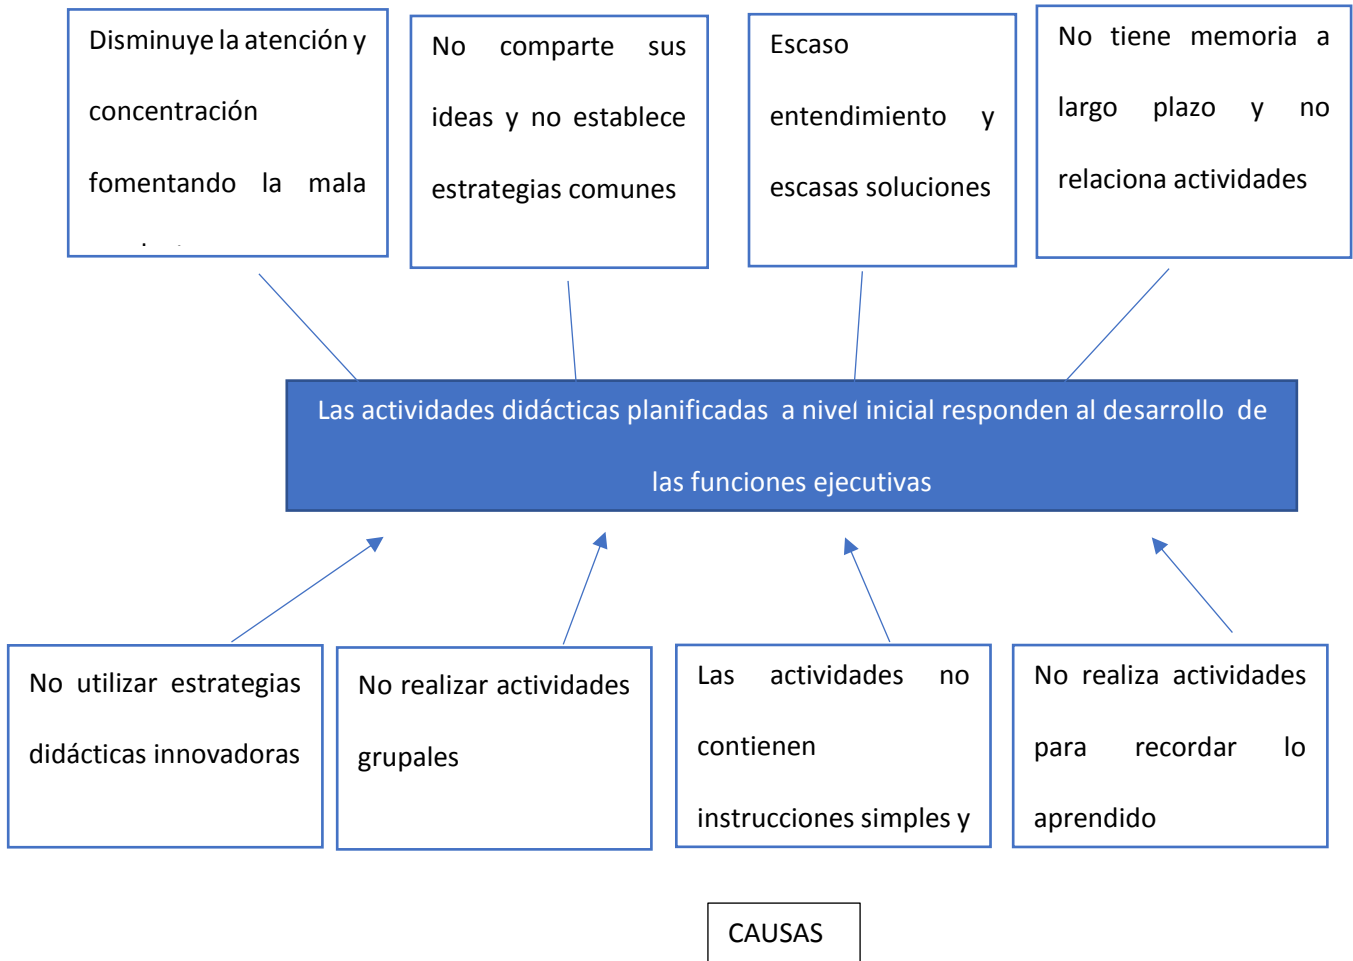 Disminuye la atención y
concentración
fomentando la mala
No comparte sus
ideas y no establece
estrategias comunes
Escaso
entendimiento y
escasas soluciones
No tiene memoria a
largo plazo y no
relaciona actividades
Las actividades didácticas planificadas a nivel inicial responden al desarrollo de
las funciones ejecutivas
No utilizar estrategias
didácticas innovadoras
No realizar actividades
grupales
Las actividades no
contienen
instrucciones simples y
No realiza actividades
para recordar lo
aprendido
CAUSAS